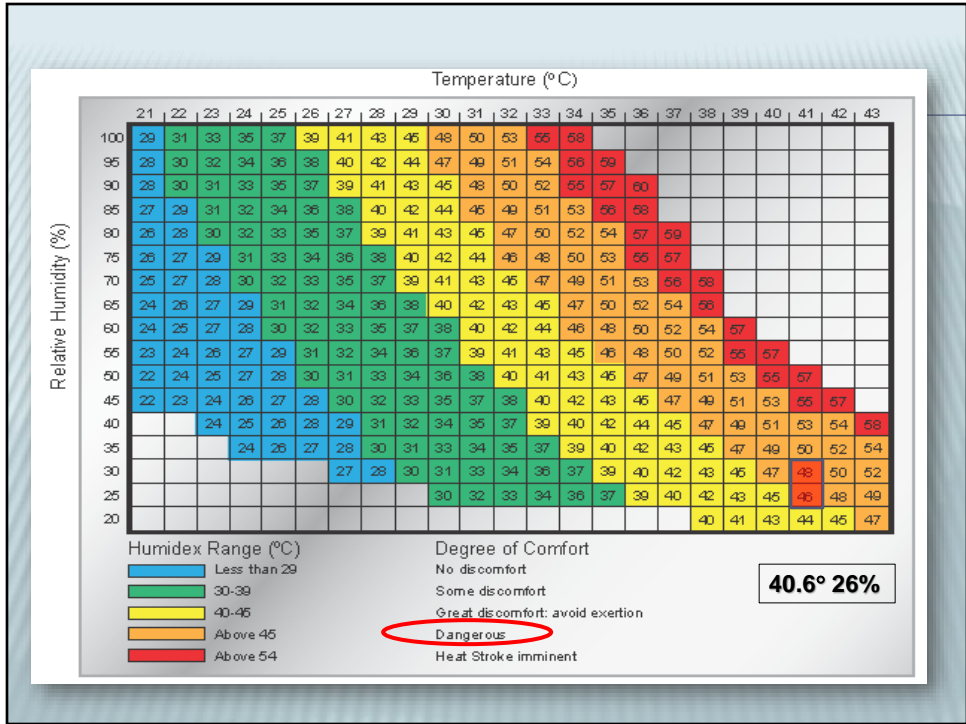 Temperature (ºC)
21 22 23 24 25 26 27 28 29 30 31 32 33 34 35 36 37 38 39 40 41 42 43
Relative Humidity (%)
100 29 31 33 35 37 39 41 43 45 48 50 53 55 58
95 28 30 32 34 36 38 40 42 44 47 49 51 54 56 59
90 28 30 31 33 35 37 39 41 43 45 48 50 52 55 57 60
85 27 29 31 32 34 36 38 40 42 44 45 49 51 53 56 58
80 26 28 30 32 33 35 37 39 41 43 45 47 50 52 54 57 59
75 26 27 29 31 33 34 36 38 40 42 44 46 48 50 53 55 57
70 25 27 28 30 32 33 35 37 39 41 43 45 47 49 51 53 56 58
65 24 26 27 29 31 32 34 36 38 40 42 43 45 47 50 52 54 56
60 24 25 27 28 30 32 33 35 37 38 40 42 44 46 48 50 52 54 57
55 23 24 26 27 29 31 32 34 36 37 39 41 43 45 46 48 50 52 55 57
50 22 24 25 27 28 30 31 33 34 36 38 40 41 43 45 47 49 51 53 55 57
45 22 23 24 26 27 28 30 32 33 35 37 38 40 42 43 45 47 49 51 53 55 57
40 24 25 26 28 29 31 32 34 35 37 39 40 42 44 45 47 49 51 53 54 58
35 24 26 27 28 30 31 33 34 35 37 39 40 42 43 45 47 49 50 52 54
30 27 28 30 31 33 34 36 37 39 40 42 43 45 47 48 50 52
25 30 32 33 34 36 37 39 40 42 43 45 46 48 49
20 40 41 43 44 45 47
Humidex Range (ºC) Degree of Comfort
Less than 29 No discomfort
30-39 Some discomfort
40-45 Great discomfort: avoid exertion
Above 45 Dangerous
Above 54 Heat Stroke imminent
40.6º 26%